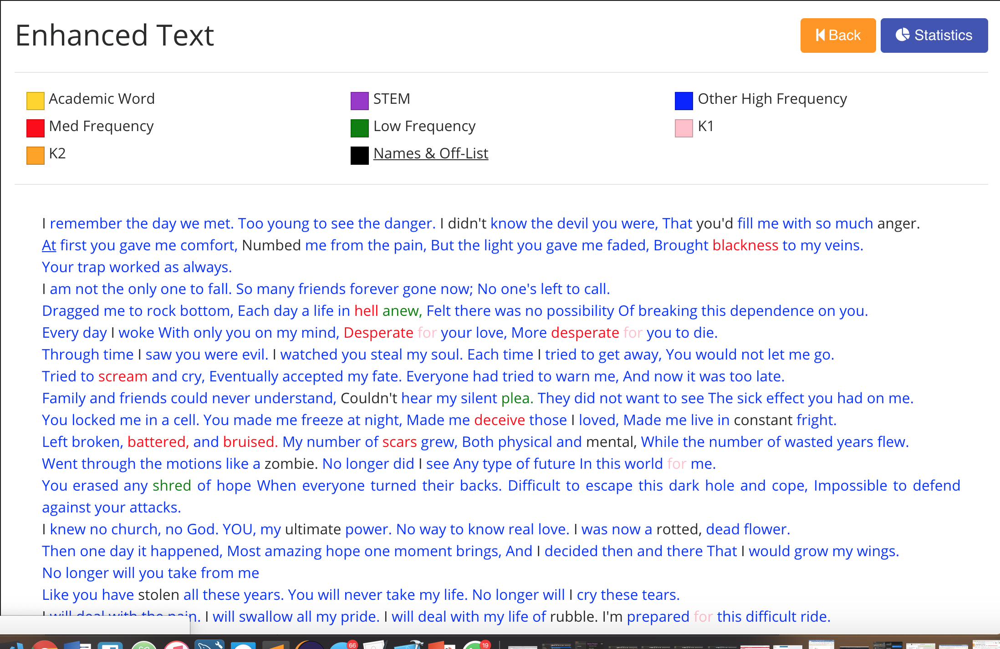 Enhanced Text
Back
Statistics
Academic Word
STEM
Other High Frequency
Med Frequency
Low Frequency
K1
K2
Names & Off-List
I remember the day we met. Too young to see the danger. I didn't know the devil you were, That you'd fill me with so much anger.
At first you gave me comfort, Numbed me from the pain, But the light you gave me faded, Brought blackness to my veins.
Your trap worked as always.
I am not the only one to fall. So many friends forever gone now; No one's left to call.
Dragged me to rock bottom, Each day a life in hell anew, Felt there was no possibility Of breaking this dependence on you.
Every day I woke With only you on my mind, Desperate for your love, More desperate for you to die.
Through time I saw you were evil. I watched you steal my soul. Each time I tried to get away, You would not let me go.
Tried to scream and cry, Eventually accepted my fate. Everyone had tried to warn me, And now it was too late.
Family and friends could never understand, Couldn't hear my silent plea. They did not want to see The sick effect you had on me.
You locked me in a cell. You made me freeze at night, Made me deceive those I loved, Made me live in constant fright.
Left broken, battered, and bruised. My number of scars grew, Both physical and mental, While the number of wasted years flew.
Went through the motions like a zombie. No longer did I see Any type of future In this world for me.
You erased any shred of hope When everyone turned their backs. Difficult to escape this dark hole and cope, Impossible to defend
against your attacks.
I knew no church, no God. YOU, my ultimate power. No way to know real love. I was now a rotted, dead flower.
Then one day it happened, Most amazing hope one moment brings, And I decided then and there That I would grow my wings.
No longer will you take from me
Like you have stolen all these years. You will never take my life. No longer will I cry these tears.
I will deal with the pain. I will swallow all my pride. I will deal with my life of rubble. I'm prepared for this difficult ride.
66
19